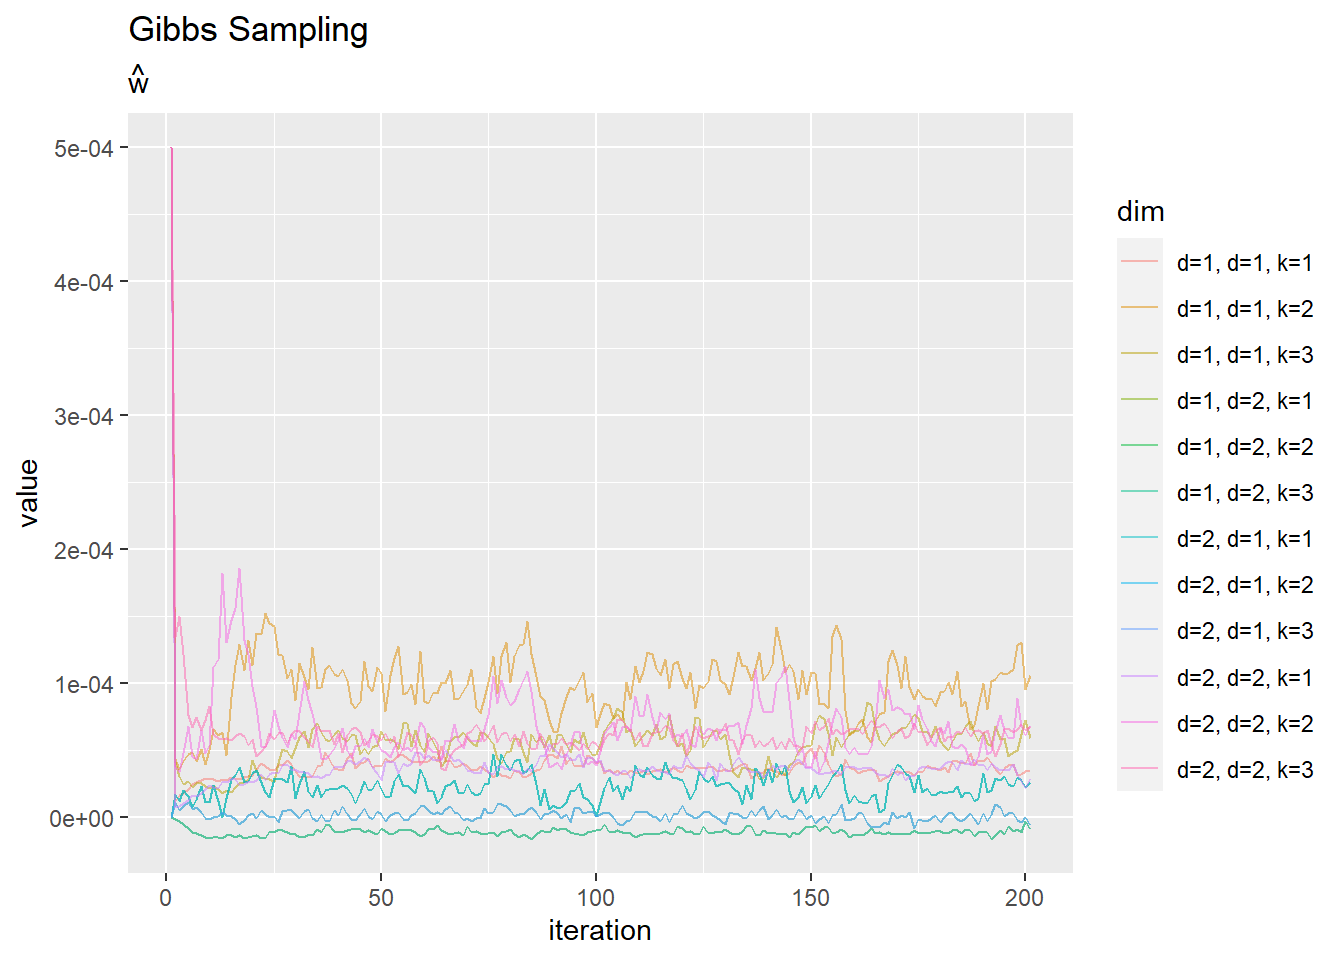 Gibbs Sampling
ŵ
5e-04
4e-04
3e-04
2e-04
1e-04
0e+00
value
0
50
100
150
200
iteration
dim
d=1, d=1, k=1
d=1, d=1, k=2
d=1, d=1, k=3
d=1, d=2, k=1
d=1, d=2, k=2
d=1, d=2, k=3
d=2, d=1, k=1
d=2, d=1, k=2
d=2, d=1, k=3
d=2, d=2, k=1
d=2, d=2, k=2
d=2, d=2, k=3